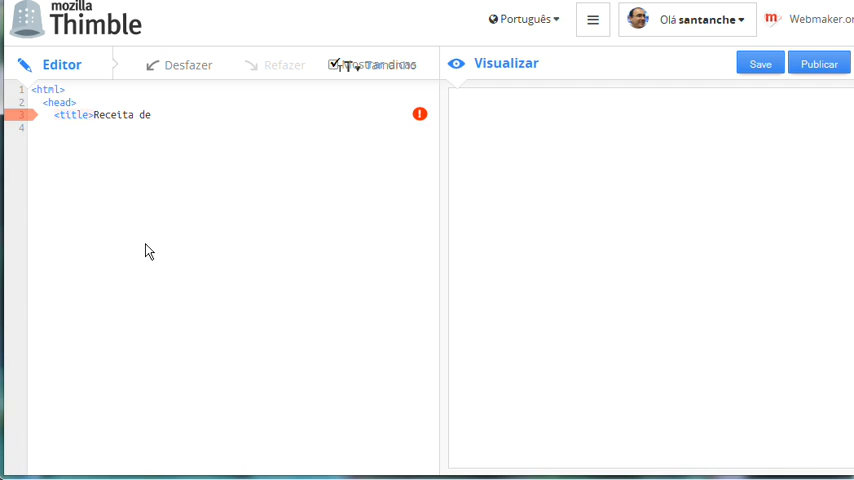 mozilla
Thimble
Português
Olá santanche
Webmaker.or
Editor
Desfazer
Refazer
Visualizar
Save
Publicar
1 <html>
2 <head>
3 <title>Receita de
4